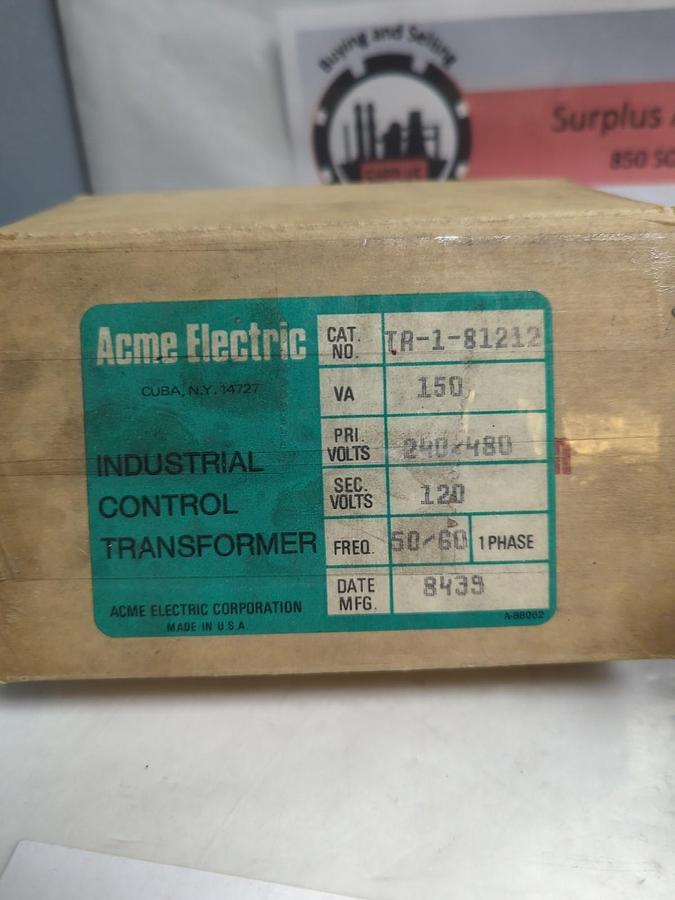 Buying and Selling
Surplus
850
Acme Electric
CUBA, N.Y. 14727
INDUSTRIAL
CONTROL
TRANSFORMER
ACME ELECTRIC CORPORATION
MADE IN U.S.A.
CAT. NO. TA-1-81212
VA 150
PRI. VOLTS 240/480
SEC. VOLTS 120
FREQ. 50/60 1 PHASE
DATE MFG. 8439
A-88062